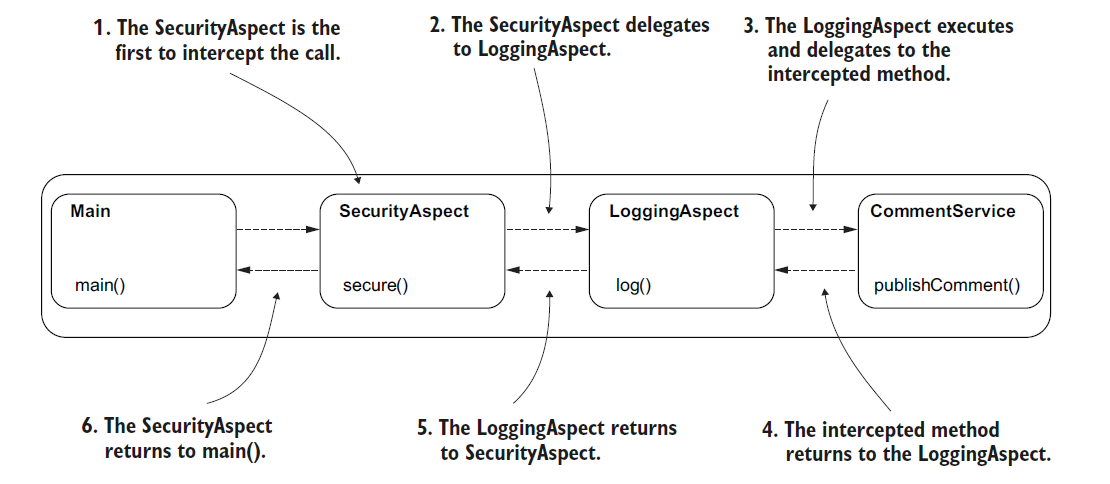 1. The SecurityAspect is the
first to intercept the call.
2. The SecurityAspect delegates
to LoggingAspect.
3. The LoggingAspect executes
and delegates to the
intercepted method.
Main
SecurityAspect
LoggingAspect
CommentService
main()
secure()
log()
publishComment()
6. The SecurityAspect
returns to main().
5. The LoggingAspect returns
to SecurityAspect.
4. The intercepted method
returns to the LoggingAspect.